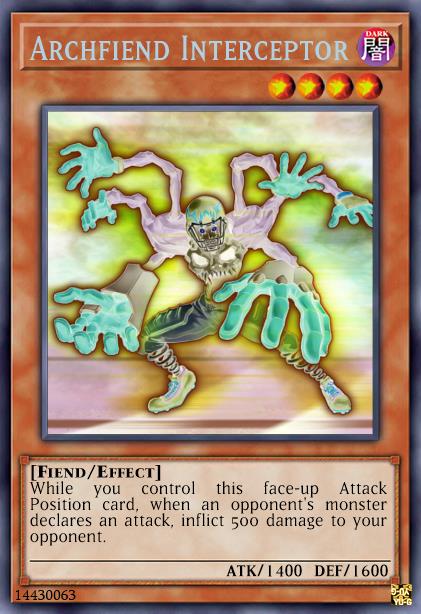 Archfiend Interceptor
DARK
闇
[Fiend/Effect]
While you control this face-up Attack
Position card, when an opponent's monster
declares an attack, inflict 500 damage to your
opponent.
ATK/1400 DEF/1600
14430063